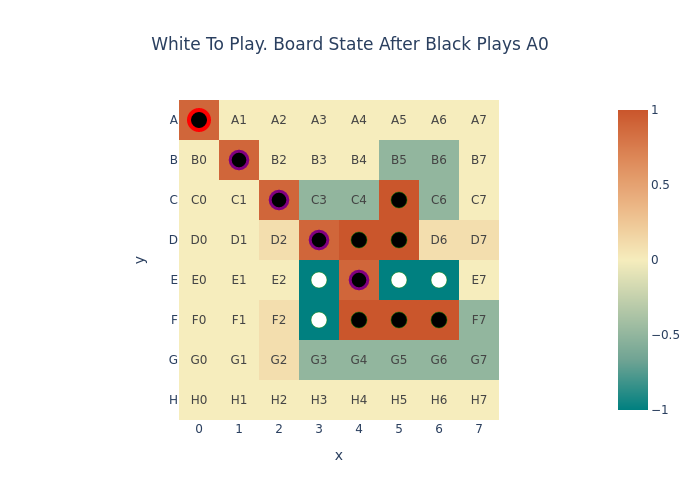 White To Play. Board State After Black Plays A0
A A1 A2 A3 A4 A5 A6 A7
B B0 B2 B3 B4 B5 B6 B7
C C0 C1 C3 C4 C6 C7
D D0 D1 D2 D6 D7
E E0 E1 E2 E7
F F0 F1 F2 F7
G G0 G1 G2 G3 G4 G5 G6 G7
H H0 H1 H2 H3 H4 H5 H6 H7
0 1 2 3 4 5 6 7
x
y
1
0.5
0
−0.5
−1